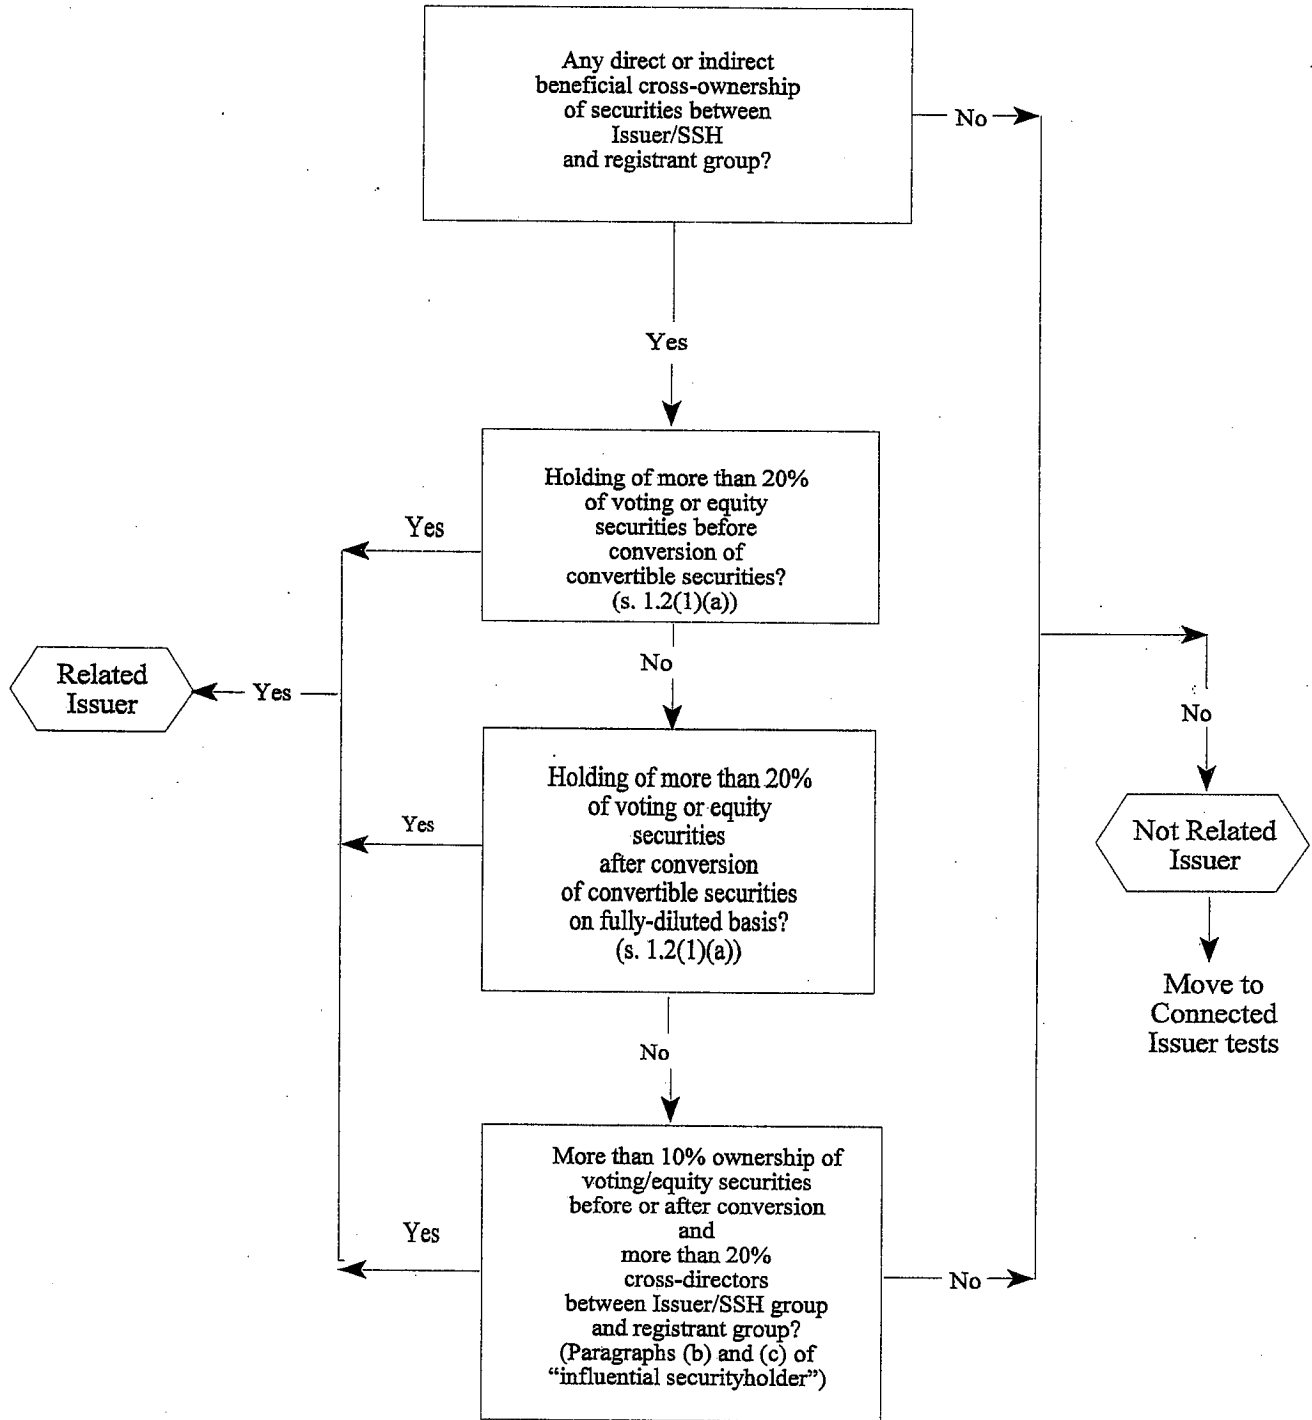 Any direct or indirect
beneficial cross-ownership
of securities between
Issuer/SSH
and registrant group?
No
Yes
Holding of more than 20%
of voting or equity
securities before
conversion of
convertible securities?
(s. 1.2(1)(a))
Yes
No
Related
Issuer
Yes
No
Holding of more than 20%
of voting or equity
securities
after conversion
of convertible securities
on fully-diluted basis?
(s. 1.2(1)(a))
Yes
Not Related
Issuer
Move to
Connected
Issuer tests
No
More than 10% ownership of
voting/equity securities
before or after conversion
and
more than 20%
cross-directors
between Issuer/SSH group
and registrant group?
(Paragraphs (b) and (c) of
“influential securityholder”)
Yes
No